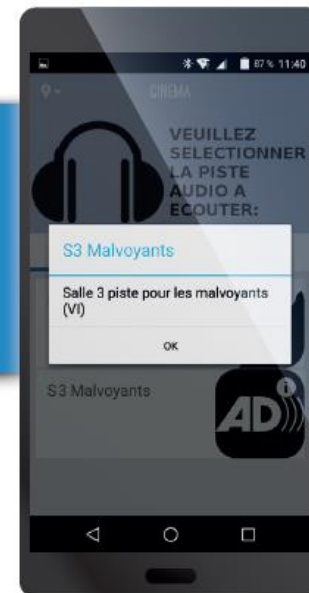 87 % 11:40
CINEMA
VEUILLEZ
SELECTIONNER
LA PISTE
AUDIO A
ECOUTER:
S3 Malvoyants
Salle 3 piste pour les malvoyants
(VI)
OK
S3 Malvoyants
AD
i